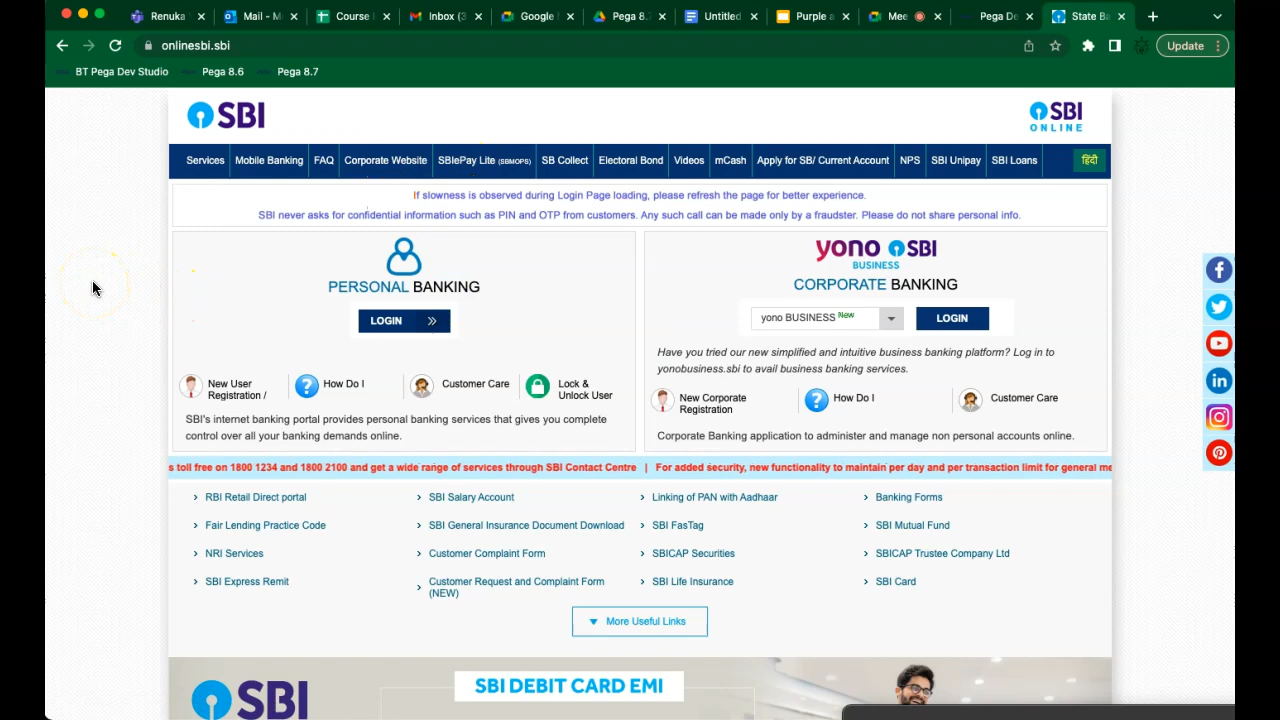 Renuka
Mail - M
Course
Inbox (3
Google
Pega 8.
Untitled
Purple a
Mee
Pega De
State Ba
onlinesbi.sbi
Update
BT Pega Dev Studio
Pega 8.6
Pega 8.7
SBI
SBI
ONLINE
Services
Mobile Banking
FAQ
Corporate Website
SBIePay Lite (SBMOPS)
SB Collect
Electoral Bond
Videos
mCash
Apply for SB/ Current Account
NPS
SBI Unipay
SBI Loans
हिंदी
If slowness is observed during Login Page loading, please refresh the page for better experience.
SBI never asks for confidential information such as PIN and OTP from customers. Any such call can be made only by a fraudster. Please do not share personal info.
PERSONAL BANKING
LOGIN
New User
Registration /
How Do I
Customer Care
Lock &
Unlock User
SBI's internet banking portal provides personal banking services that gives you complete
control over all your banking demands online.
yono SBI
BUSINESS
CORPORATE BANKING
yono BUSINESS New
LOGIN
Have you tried our new simplified and intuitive business banking platform? Log in to
yonobusiness.sbi to avail business banking services.
New Corporate
Registration
How Do I
Customer Care
Corporate Banking application to administer and manage non personal accounts online.
s toll free on 1800 1234 and 1800 2100 and get a wide range of services through SBI Contact Centre | For added security, new functionality to maintain per day and per transaction limit for general me
RBI Retail Direct portal
SBI Salary Account
Linking of PAN with Aadhaar
Banking Forms
Fair Lending Practice Code
SBI General Insurance Document Download
SBI FasTag
SBI Mutual Fund
NRI Services
Customer Complaint Form
SBICAP Securities
SBICAP Trustee Company Ltd
SBI Express Remit
Customer Request and Complaint Form
(NEW)
SBI Life Insurance
SBI Card
More Useful Links
SBI
SBI DEBIT CARD EMI